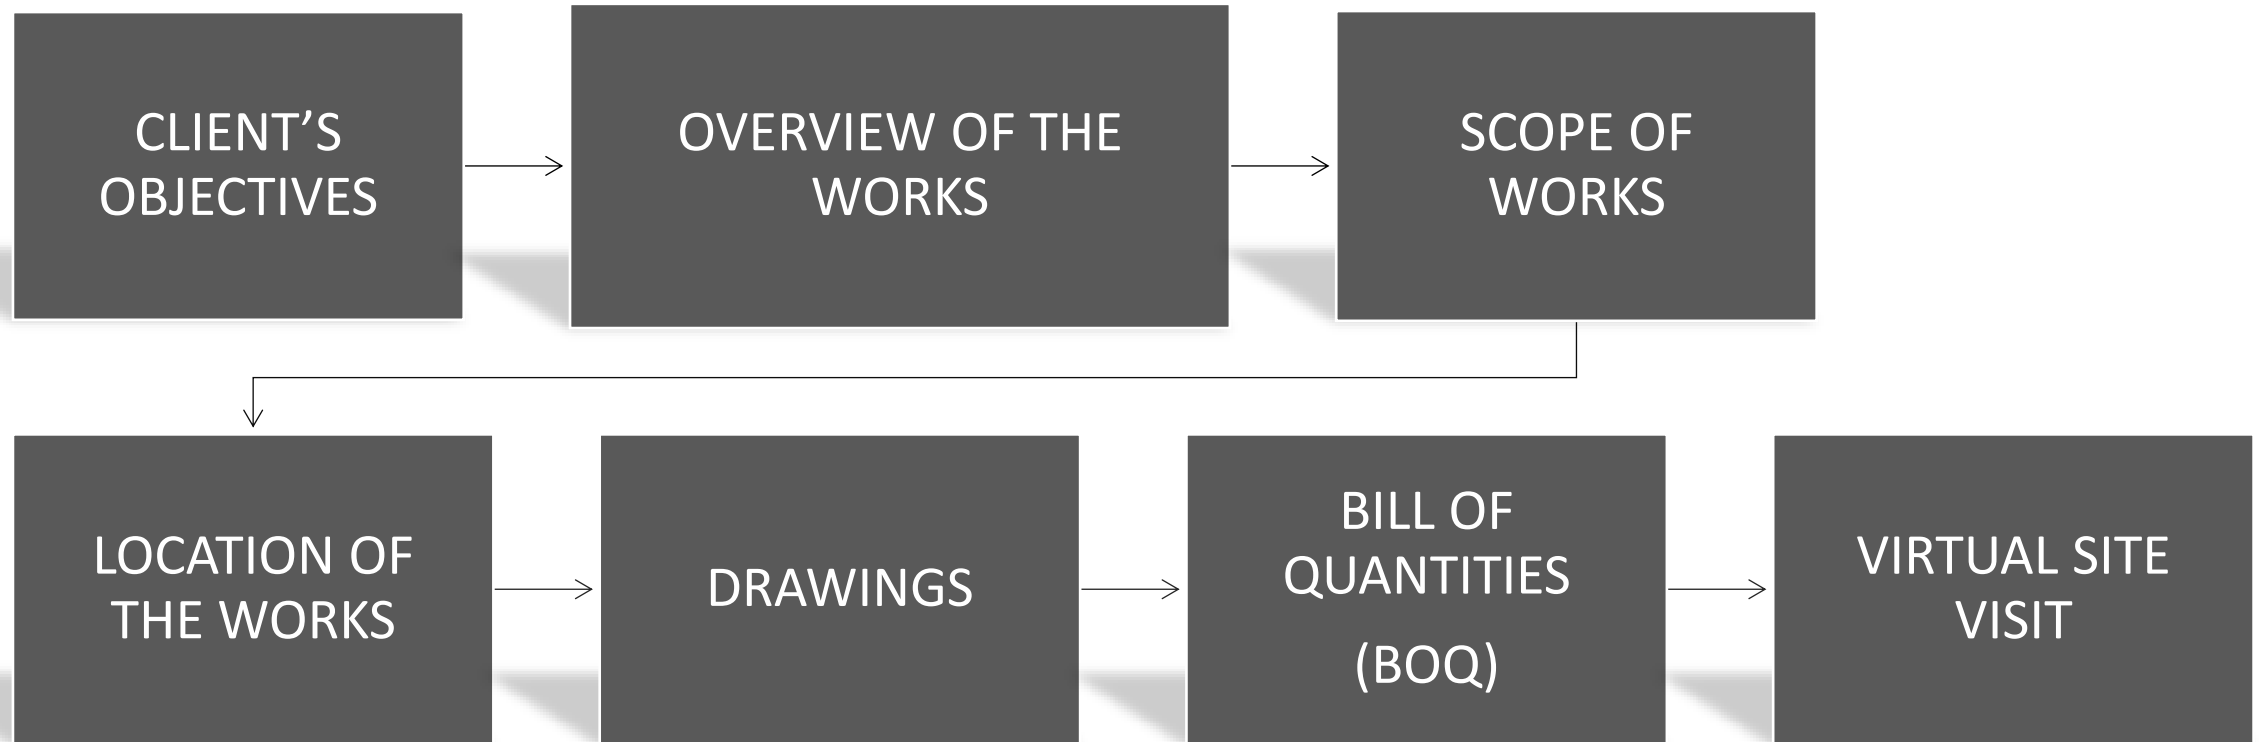 CLIENT’S
OBJECTIVES
OVERVIEW OF THE
WORKS
SCOPE OF
WORKS
LOCATION OF
THE WORKS
DRAWINGS
BILL OF
QUANTITIES
(BOQ)
VIRTUAL SITE
VISIT